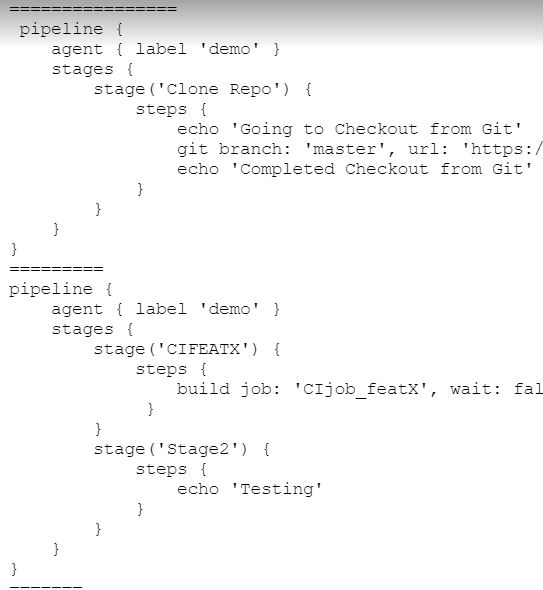 ================
pipeline {
    agent { label 'demo' }
    stages {
        stage('Clone Repo') {
            steps {
                echo 'Going to Checkout from Git'
                git branch: 'master', url: 'https:/
                echo 'Completed Checkout from Git'
            }
        }
    }
}
=========
pipeline {
    agent { label 'demo' }
    stages {
        stage('CIFEATX') {
            steps {
                build job: 'CIjob_featX', wait: fal
             }
        }
        stage('Stage2') {
            steps {
                echo 'Testing'
            }
        }
    }
}
=======